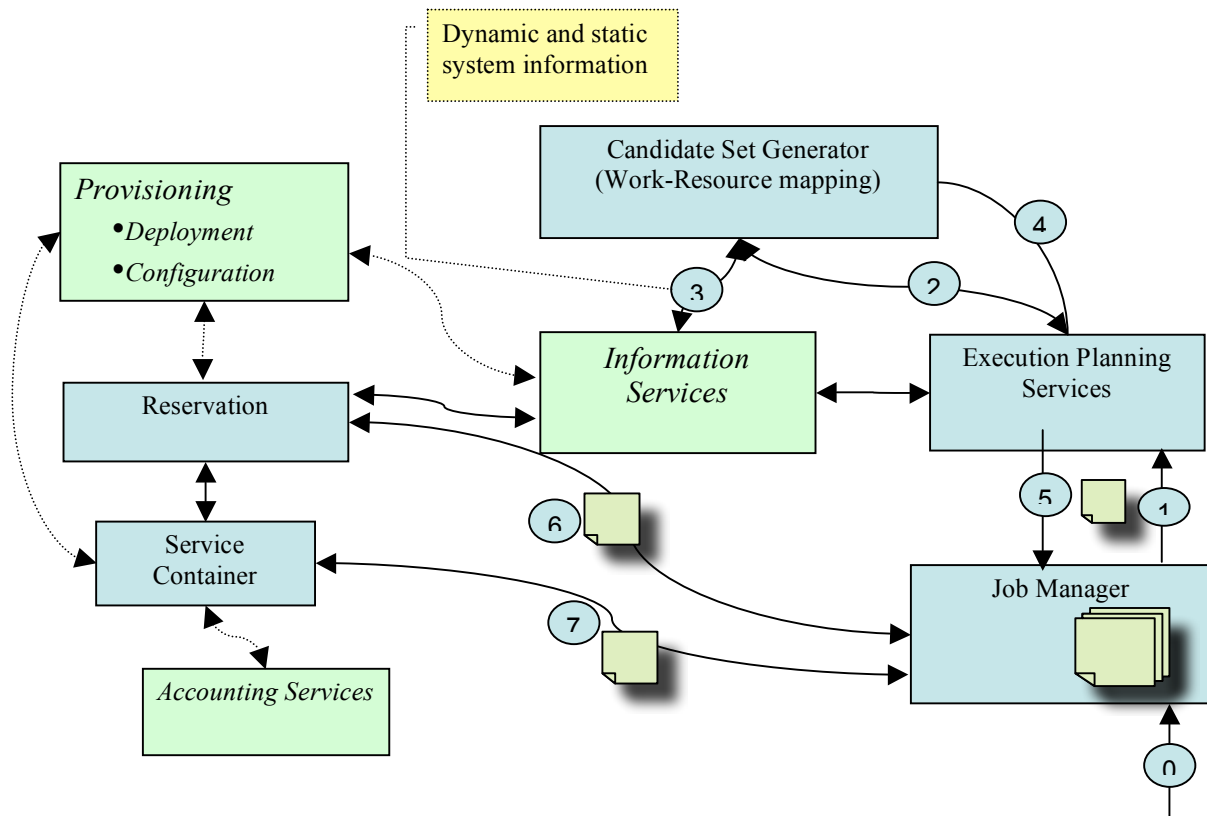 Dynamic and static
system information
Candidate Set Generator
(Work-Resource mapping)
Provisioning
•Deployment
•Configuration
4
3
2
Information
Services
Execution Planning
Services
Reservation
5
1
6
Service
Container
Job Manager
7
Accounting Services
0